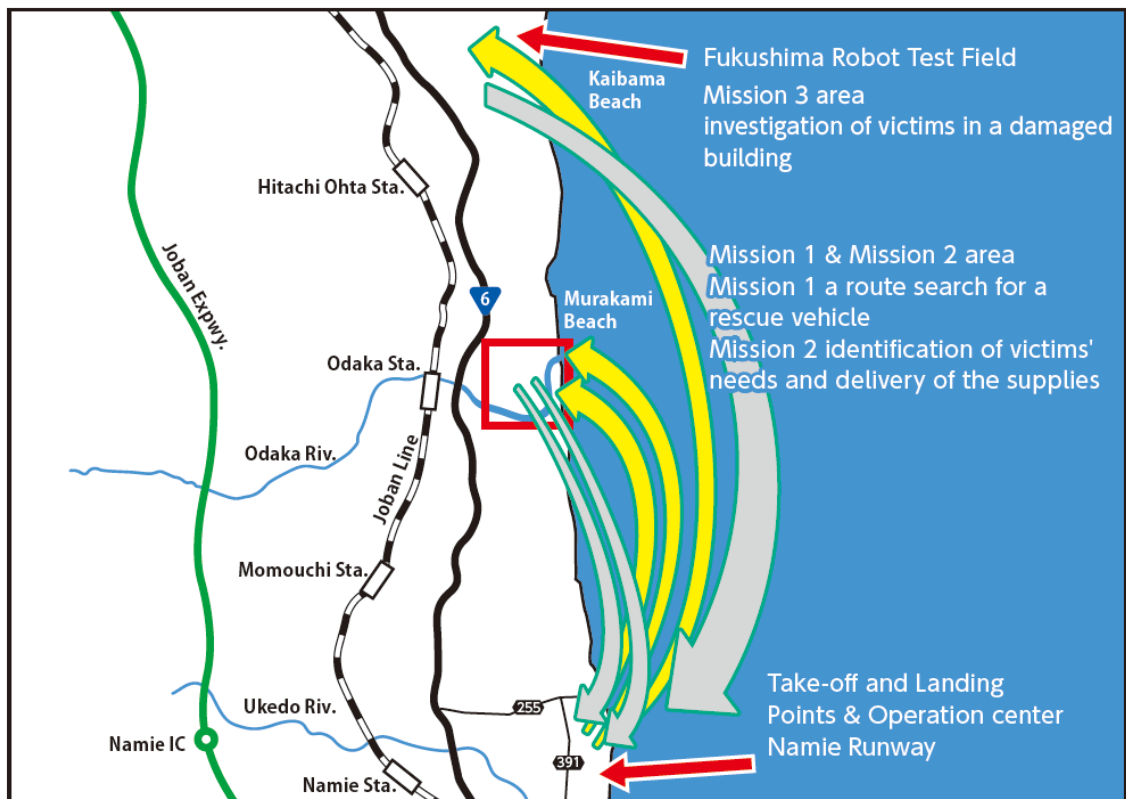 Fukushima Robot Test Field
Kaibama
Beach
Mission 3 area
investigation of victims in a damaged
building
Hitachi Ohta Sta.
Joban Expwy.
Mission 1 & Mission 2 area
Mission 1 a route search for a
rescue vehicle
Mission 2 identification of victims'
needs and delivery of the supplies
6
Murakami
Beach
Odaka Sta.
Odaka Riv.
Joban Line
Momouchi Sta.
Take-off and Landing
Points & Operation center
Namie Runway
Ukedo Riv.
255
Namie IC
391
Namie Sta.